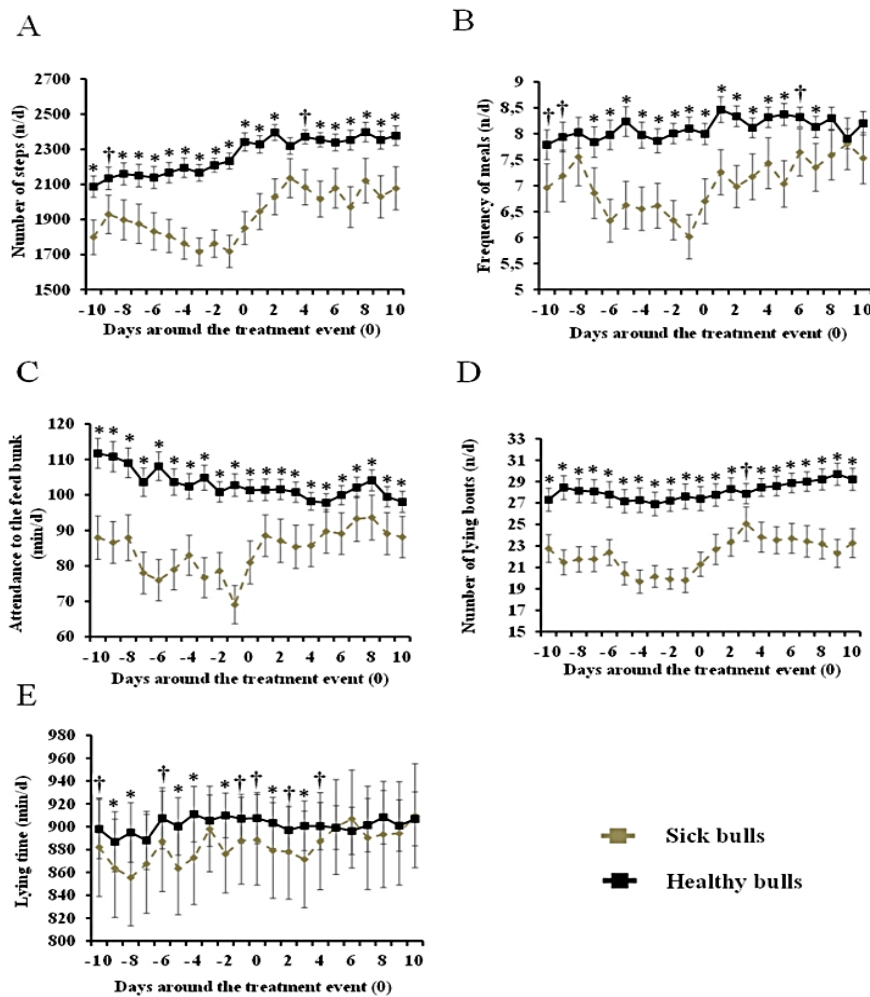 A
Number of steps (n/d)
2700
2500
2300
2100
1900
1700
1500
* † * * * * * * * * * * * † * * * * * *
-10 -8 -6 -4 -2 0 2 4 6 8 10
Days around the treatment event (0)
B
Frequency of meals (n/d)
9
8,5
8
7,5
7
6,5
6
5,5
5
† † * * * * * * * * * * * * * † * *
-10 -8 -6 -4 -2 0 2 4 6 8 10
Days around the treatment event (0)
C
Attendance to the feed bunk
(min/d)
120
110
100
90
80
70
60
* * * * * * * * * * * * * * * * * * * * *
-10 -8 -6 -4 -2 0 2 4 6 8 10
Days around the treatment event (0)
D
Number of lying bouts (n/d)
33
31
29
27
25
23
21
19
17
15
* * * * * * * * * * * * * † * * * * * * *
-10 -8 -6 -4 -2 0 2 4 6 8 10
Days around the treatment event (0)
E
Lying time (min/d)
980
960
940
920
900
880
860
840
820
800
† * * † * * * † † * † * †
-10 -8 -6 -4 -2 0 2 4 6 8 10
Days around the treatment event (0)
Sick bulls
Healthy bulls